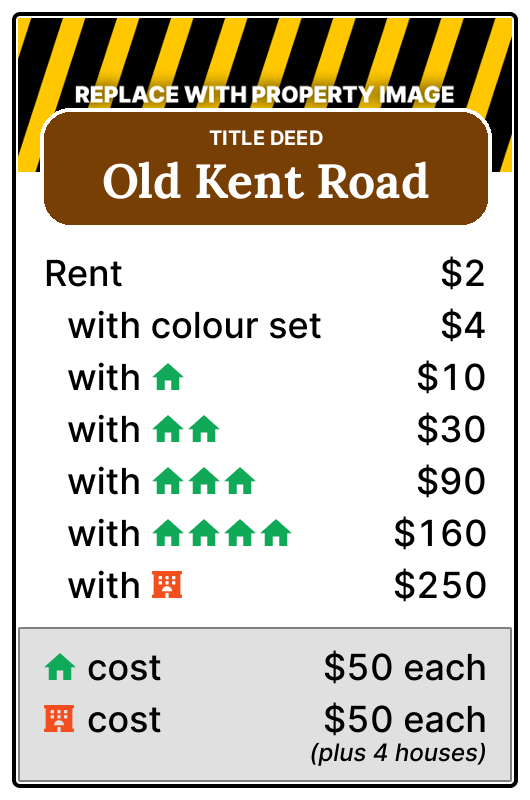 REPLACE WITH PROPERTY IMAGE
TITLE DEED
Old Kent Road
Rent $2
with colour set $4
with $10
with $30
with $90
with $160
with $250
cost $50 each
cost $50 each
(plus 4 houses)